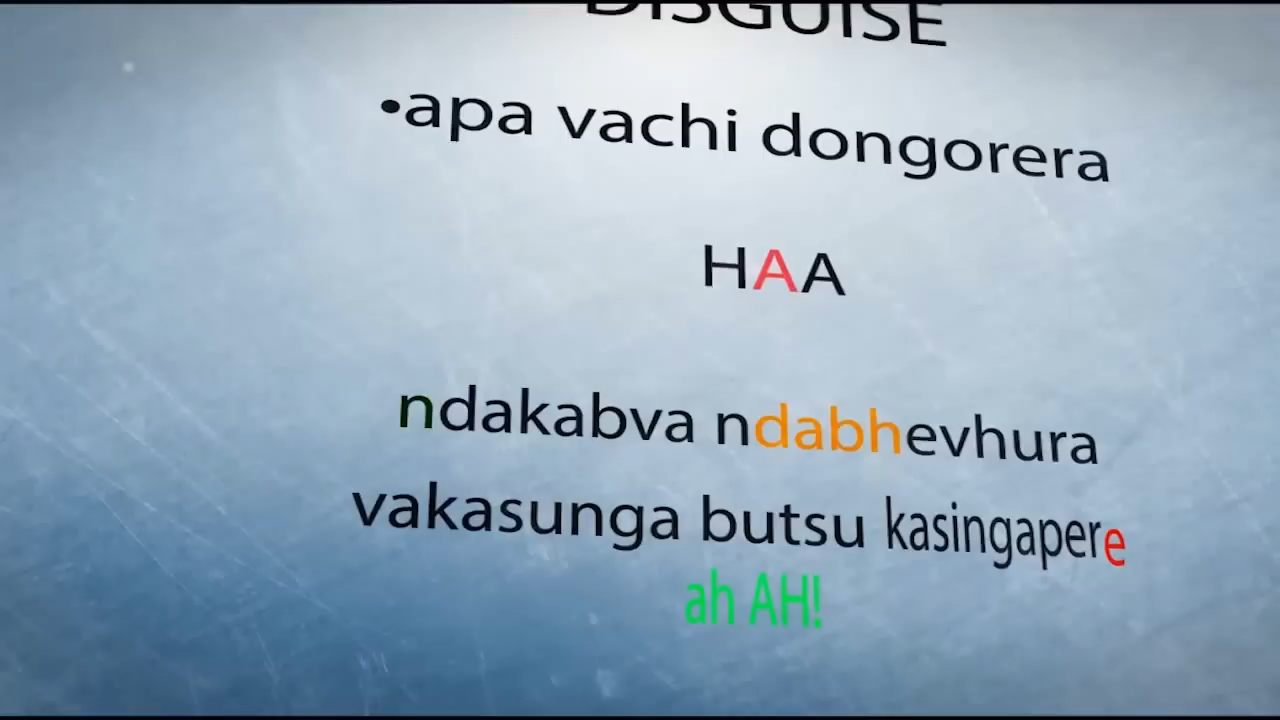 DISGUISE
•apa vachi dongorera
HAA
ndakabva ndabhevhura
vakasunga butsu kasingapere
ah AH!